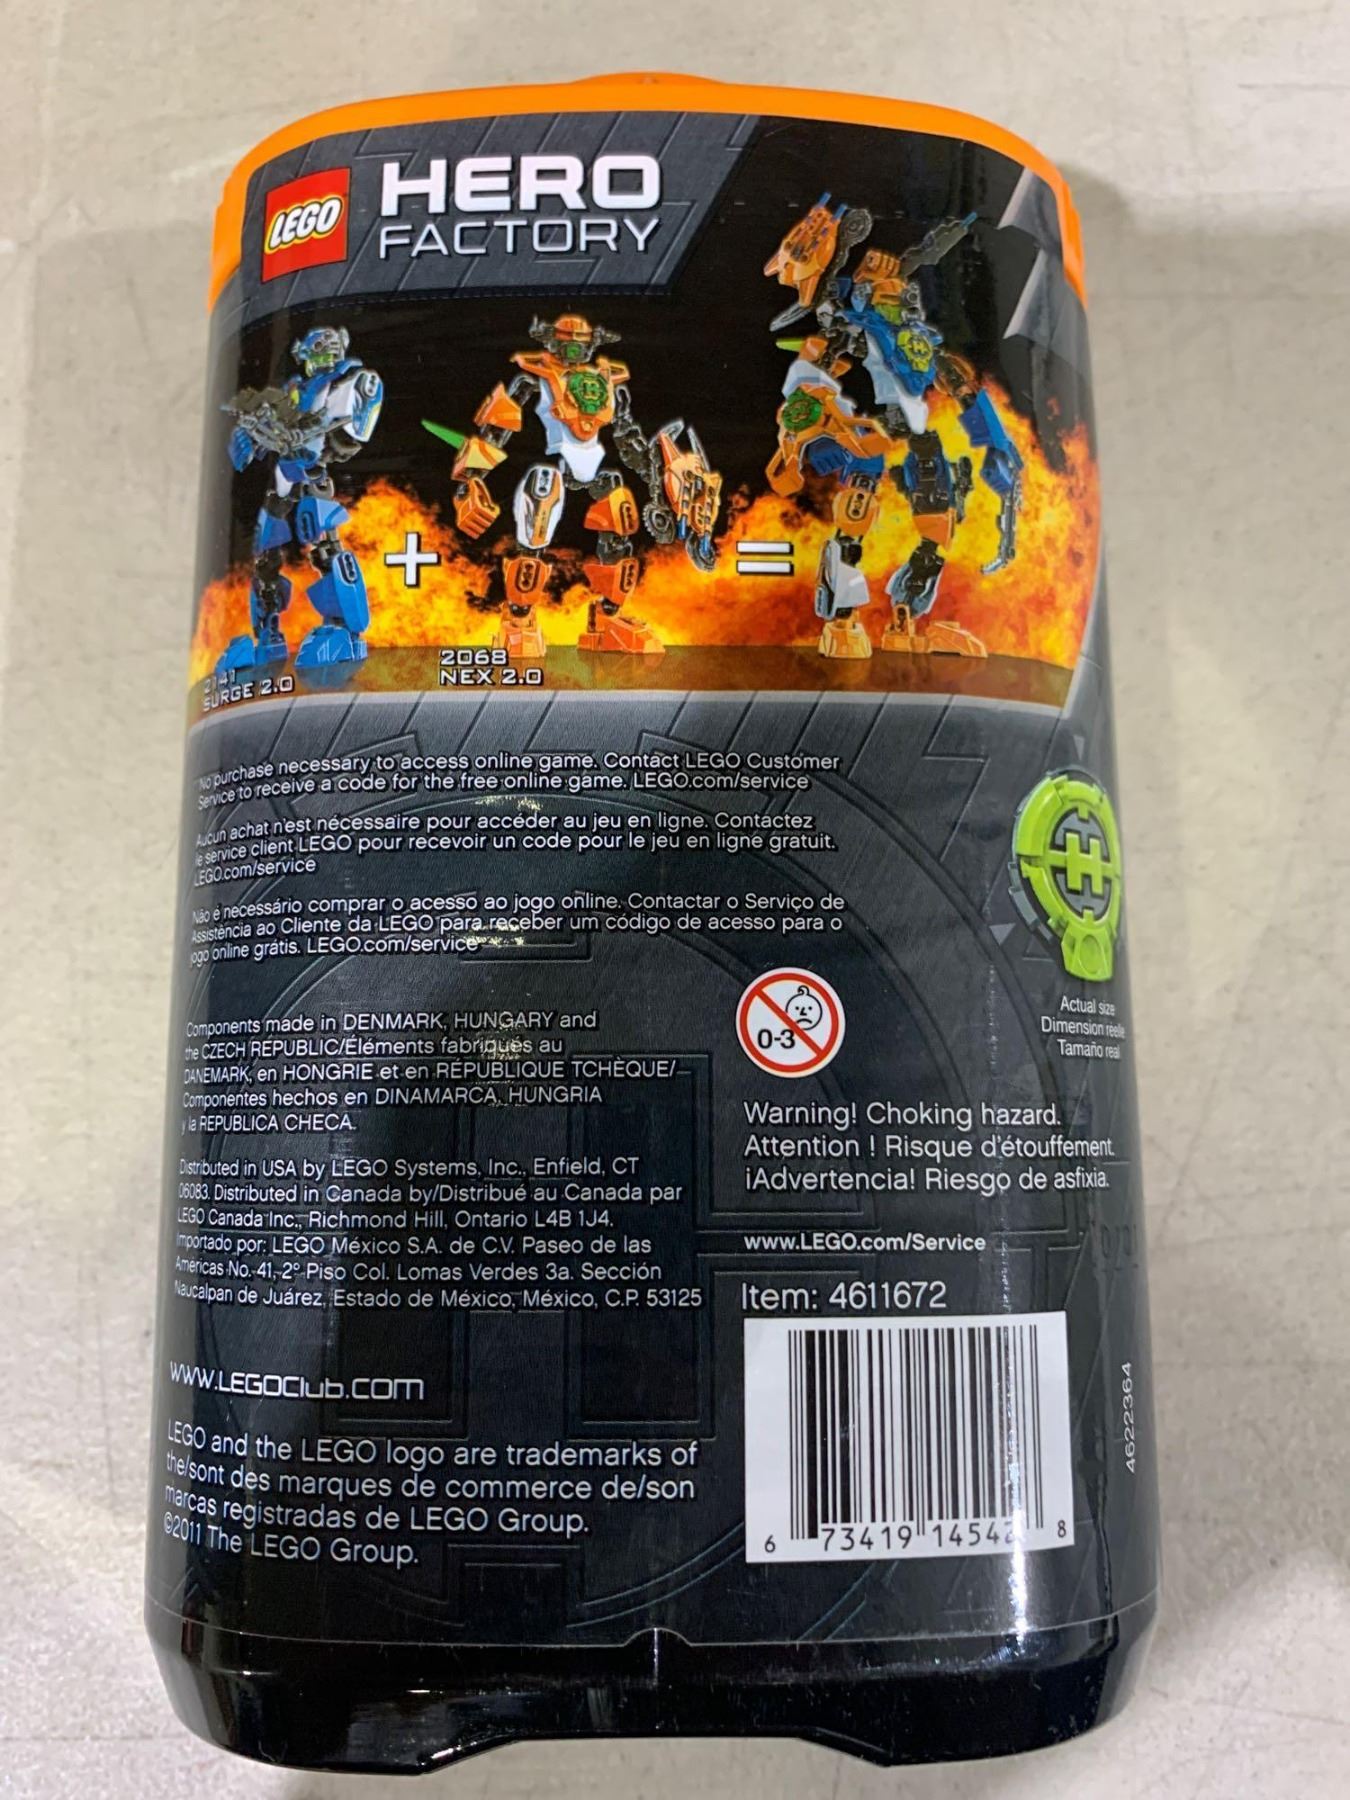 LEGO
HERO
FACTORY
+
=
2141
SURGE 2.0
2068
NEX 2.0
No purchase necessary to access online game. Contact LEGO Customer
Service to receive a code for the free online game. LEGO.com/service
Aucun achat n'est nécessaire pour accéder au jeu en ligne. Contactez
le service client LEGO pour recevoir un code pour le jeu en ligne gratuit.
LEGO.com/service
Não é necessário comprar o acesso ao jogo online. Contactar o Serviço de
Assistência ao Cliente da LEGO para receber um código de acesso para o
jogo online grátis. LEGO.com/service
H
Actual size
Dimension réelle
Tamaño real
Components made in DENMARK, HUNGARY and
the CZECH REPUBLIC/Éléments fabriqués au
DANEMARK, en HONGRIE et en RÉPUBLIQUE TCHÈQUE/
Componentes hechos en DINAMARCA, HUNGRIA
y la REPUBLICA CHECA.
0-3
Warning! Choking hazard.
Attention ! Risque d'étouffement.
¡Advertencia! Riesgo de asfixia.
Distributed in USA by LEGO Systems, Inc., Enfield, CT
06083. Distributed in Canada by/Distribué au Canada par
LEGO Canada Inc., Richmond Hill, Ontario L4B 1J4.
Importado por: LEGO México S.A. de C.V. Paseo de las
Américas No. 41, 2º Piso Col. Lomas Verdes 3a. Sección
Naucalpan de Juárez, Estado de México, México, C.P. 53125
www.LEGO.com/Service
Item: 4611672
WWW.LEGOClub.COM
LEGO and the LEGO logo are trademarks of
the/sont des marques de commerce de/son
marcas registradas de LEGO Group.
©2011 The LEGO Group.
6 73419 14542 8
4622364